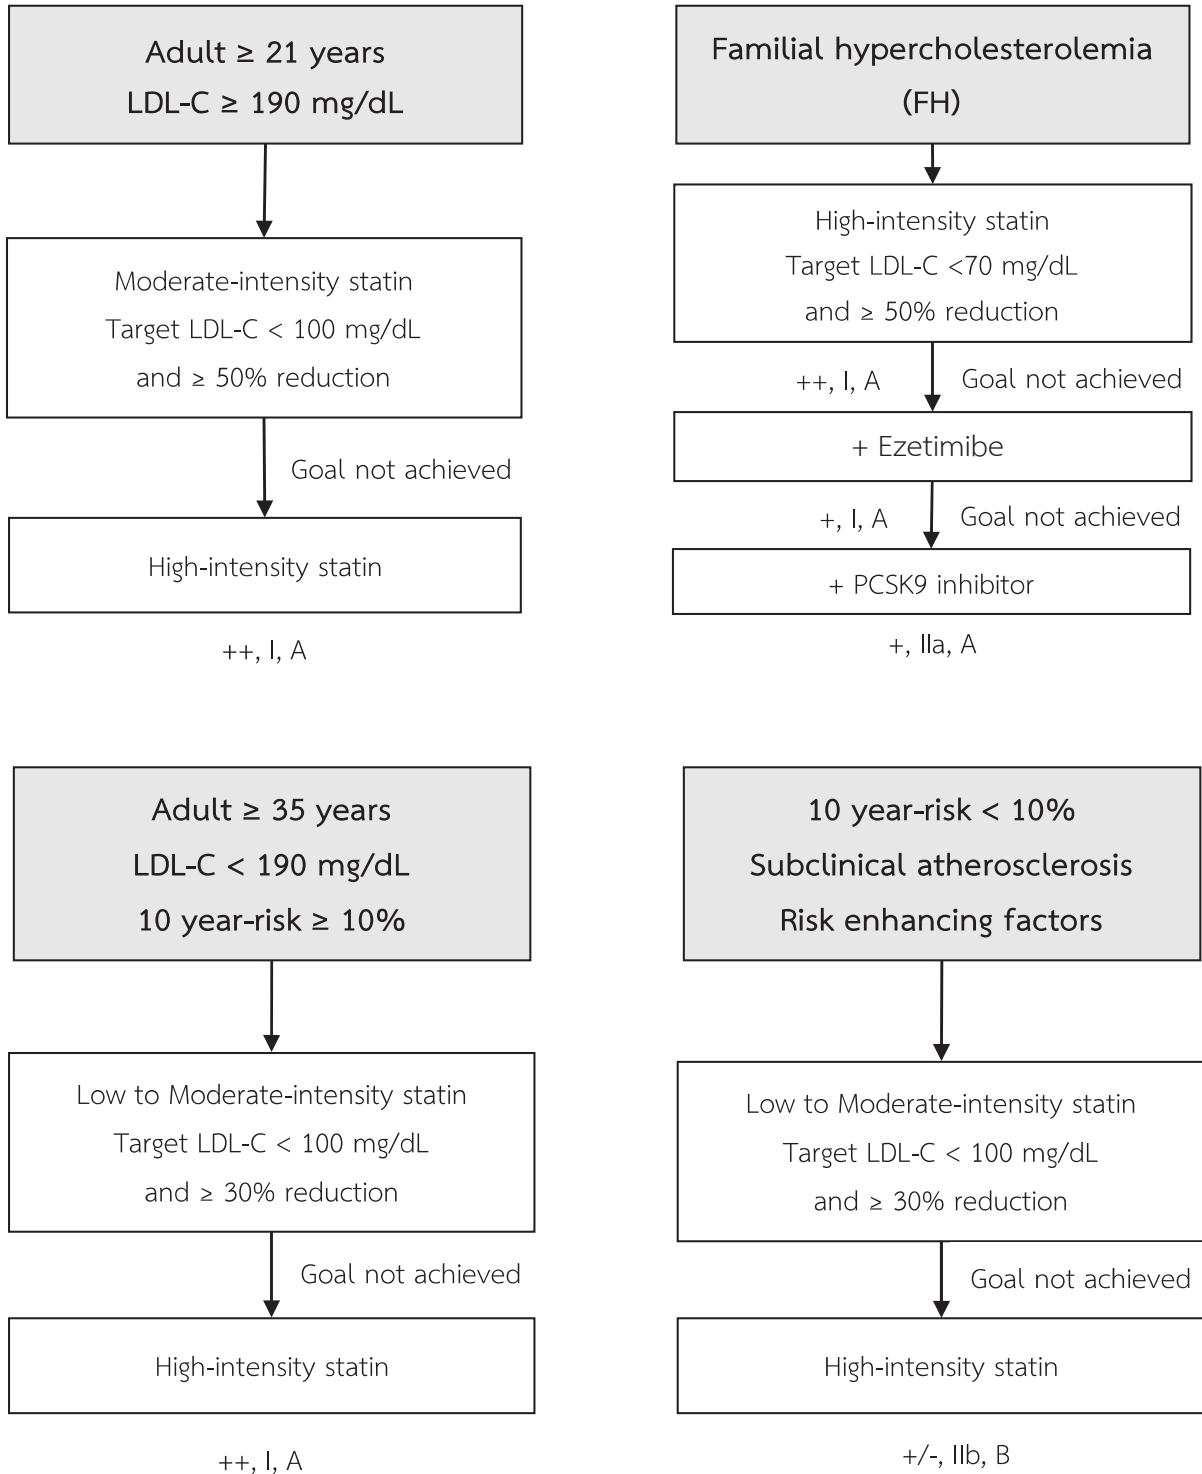 Adult ≥ 21 years
LDL-C ≥ 190 mg/dL
Moderate-intensity statin
Target LDL-C < 100 mg/dL
and ≥ 50% reduction
Goal not achieved
High-intensity statin
++, I, A
Familial hypercholesterolemia
(FH)
High-intensity statin
Target LDL-C <70 mg/dL
and ≥ 50% reduction
++, I, A
Goal not achieved
+ Ezetimibe
+, I, A
Goal not achieved
+ PCSK9 inhibitor
+, IIa, A
Adult ≥ 35 years
LDL-C < 190 mg/dL
10 year-risk ≥ 10%
Low to Moderate-intensity statin
Target LDL-C < 100 mg/dL
and ≥ 30% reduction
Goal not achieved
High-intensity statin
++, I, A
10 year-risk < 10%
Subclinical atherosclerosis
Risk enhancing factors
Low to Moderate-intensity statin
Target LDL-C < 100 mg/dL
and ≥ 30% reduction
Goal not achieved
High-intensity statin
+/-, IIb, B